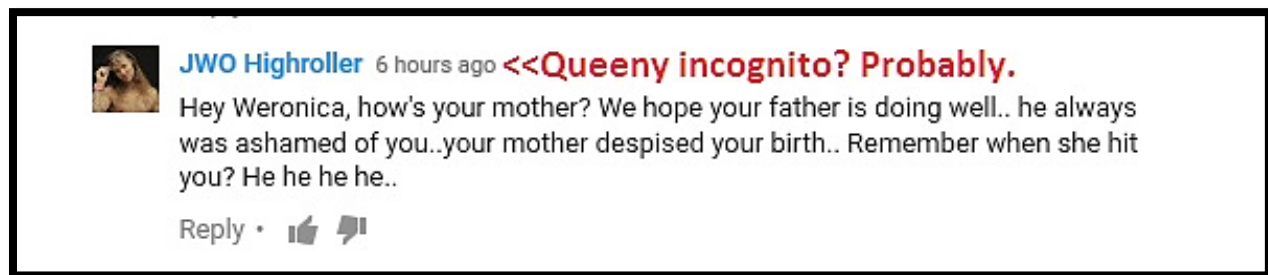 JWO Highroller 6 hours ago <<Queeny incognito? Probably.
Hey Weronica, how's your mother? We hope your father is doing well.. he always
was ashamed of you..your mother despised your birth.. Remember when she hit
you? He he he he..
Reply •